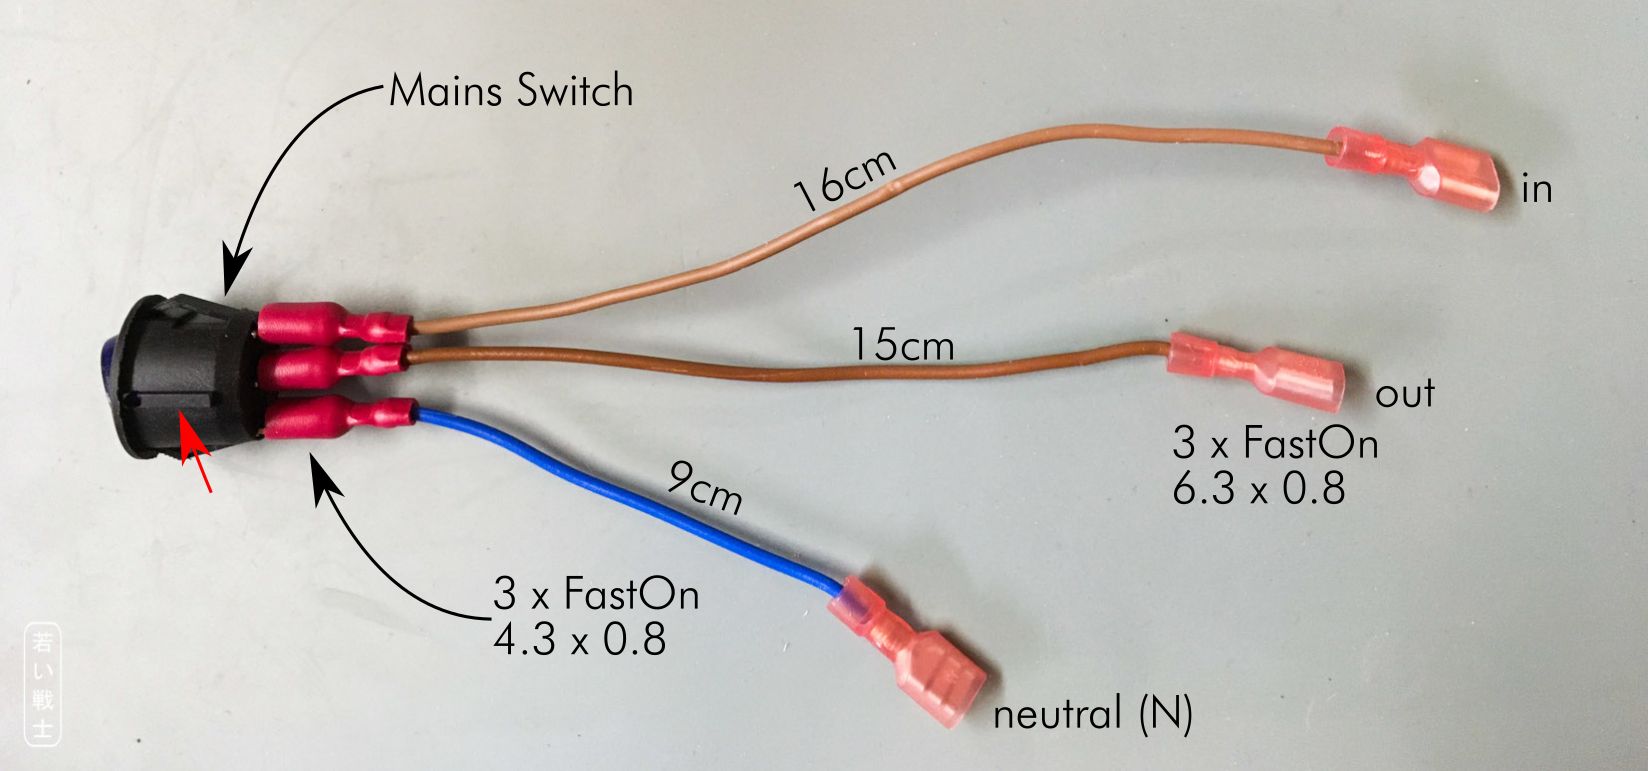 Mains Switch
16cm
in
15cm
out
3 x FastOn
6.3 x 0.8
9cm
3 x FastOn
4.3 x 0.8
neutral (N)
若い戦士